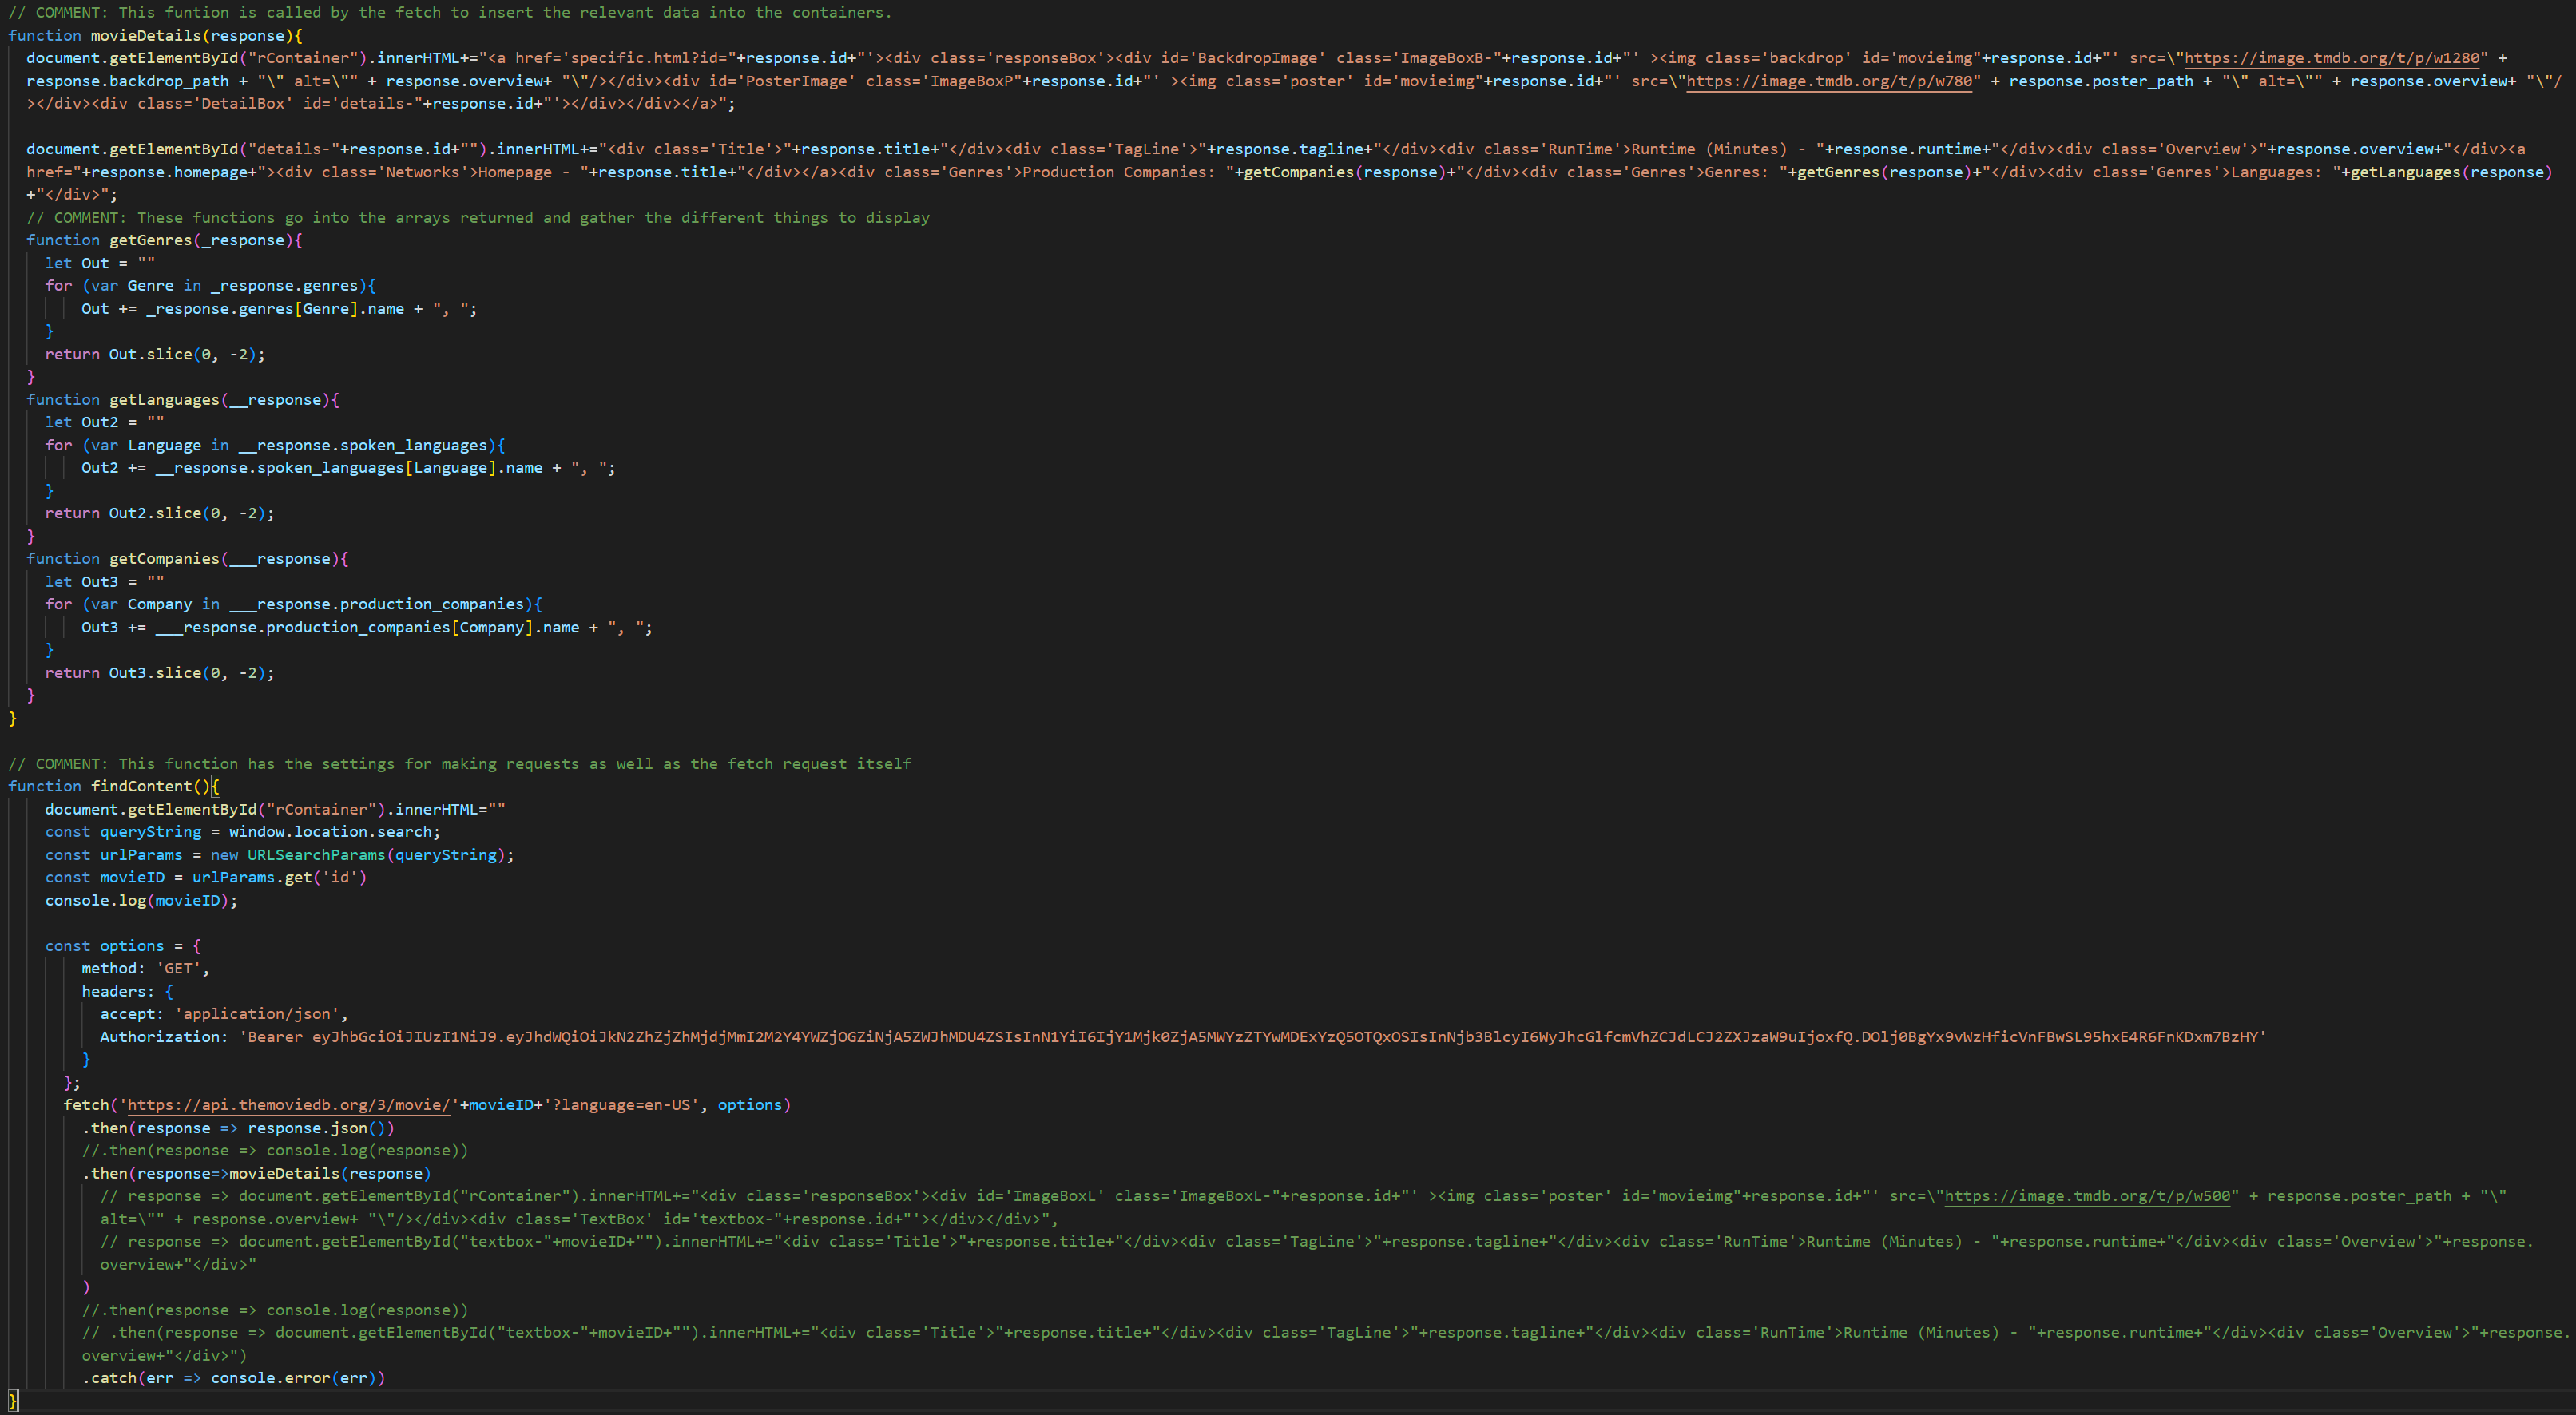 // COMMENT: This funtion is called by the fetch to insert the relevant data into the containers.
function movieDetails(response){
document.getElementById("rContainer").innerHTML+="<a href='specific.html?id="+response.id+"'><div class='responseBox'><div id='BackdropImage' class='ImageBoxB-"+response.id+"' ><img class='backdrop' id='movieimg"+response.id+"' src=\"https://image.tmdb.org/t/p/w1280" +
response.backdrop_path + "\" alt=\"" + response.overview+ "\"/></div><div id='PosterImage' class='ImageBoxP"+response.id+"' ><img class='poster' id='movieimg"+response.id+"' src=\"https://image.tmdb.org/t/p/w780" + response.poster_path + "\" alt=\"" + response.overview+ "\"/
></div><div class='DetailBox' id='details-"+response.id+"'></div></div></a>";
document.getElementById("details-"+response.id+"").innerHTML+="<div class='Title'>"+response.title+"</div><div class='TagLine'>"+response.tagline+"</div><div class='RunTime'>Runtime (Minutes) - "+response.runtime+"</div><div class='Overview'>"+response.overview+"</div><a
href="+response.homepage+"><div class='Networks'>Homepage - "+response.title+"</div></a><div class='Genres'>Production Companies: "+getCompanies(response)+"</div><div class='Genres'>Genres: "+getGenres(response)+"</div><div class='Genres'>Languages: "+getLanguages(response)
+"</div>";
// COMMENT: These functions go into the arrays returned and gather the different things to display
function getGenres(_response){
let Out = ""
for (var Genre in _response.genres){
Out += _response.genres[Genre].name + ", ";
}
return Out.slice(0, -2);
}
function getLanguages(__response){
let Out2 = ""
for (var Language in __response.spoken_languages){
Out2 += __response.spoken_languages[Language].name + ", ";
}
return Out2.slice(0, -2);
}
function getCompanies(___response){
let Out3 = ""
for (var Company in ___response.production_companies){
Out3 += ___response.production_companies[Company].name + ", ";
}
return Out3.slice(0, -2);
}
}
// COMMENT: This function has the settings for making requests as well as the fetch request itself
function findContent(){
document.getElementById("rContainer").innerHTML=""
const queryString = window.location.search;
const urlParams = new URLSearchParams(queryString);
const movieID = urlParams.get('id')
console.log(movieID);
const options = {
method: 'GET',
headers: {
accept: 'application/json',
Authorization: 'Bearer eyJhbGciOiJIUzI1NiJ9.eyJhdWQiOiJkN2ZhZjZhMjdjMmI2M2Y4YWZjOGZiNjA5ZWJhMDU4ZSIsInN1YiI6IjY1Mjk0ZjA5MWYzZTYwMDExYzQ5OTQxOSIsInNjb3BlcyI6WyJhcGlfcmVhZCJdLCJ2ZXJzaW9uIjoxfQ.DOlj0BgYx9vWzHficVnFBwSL95hxE4R6FnKDxm7BzHY'
}
};
fetch('https://api.themoviedb.org/3/movie/'+movieID+'?language=en-US', options)
.then(response => response.json())
//.then(response => console.log(response))
.then(response=>movieDetails(response)
// response => document.getElementById("rContainer").innerHTML+="<div class='responseBox'><div id='ImageBoxL' class='ImageBoxL-"+response.id+"' ><img class='poster' id='movieimg"+response.id+"' src=\"https://image.tmdb.org/t/p/w500" + response.poster_path + "\"
alt=\"" + response.overview+ "\"/></div><div class='TextBox' id='textbox-"+response.id+"'></div></div>",
// response => document.getElementById("textbox-"+movieID+"").innerHTML+="<div class='Title'>"+response.title+"</div><div class='TagLine'>"+response.tagline+"</div><div class='RunTime'>Runtime (Minutes) - "+response.runtime+"</div><div class='Overview'>"+response.
overview+"</div>"
)
//.then(response => console.log(response))
// .then(response => document.getElementById("textbox-"+movieID+"").innerHTML+="<div class='Title'>"+response.title+"</div><div class='TagLine'>"+response.tagline+"</div><div class='RunTime'>Runtime (Minutes) - "+response.runtime+"</div><div class='Overview'>"+response.
overview+"</div>")
.catch(err => console.error(err))
}